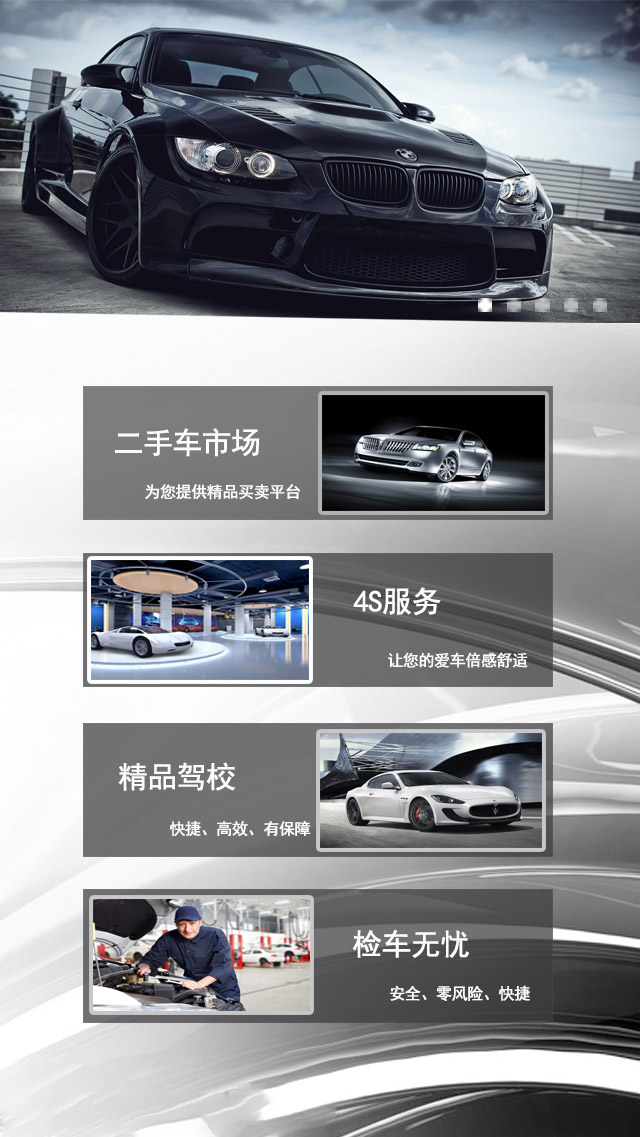 二手车市场
为您提供精品买卖平台
4S服务
让您的爱车倍感舒适
精品驾校
快捷、高效、有保障
检车无忧
安全、零风险、快捷